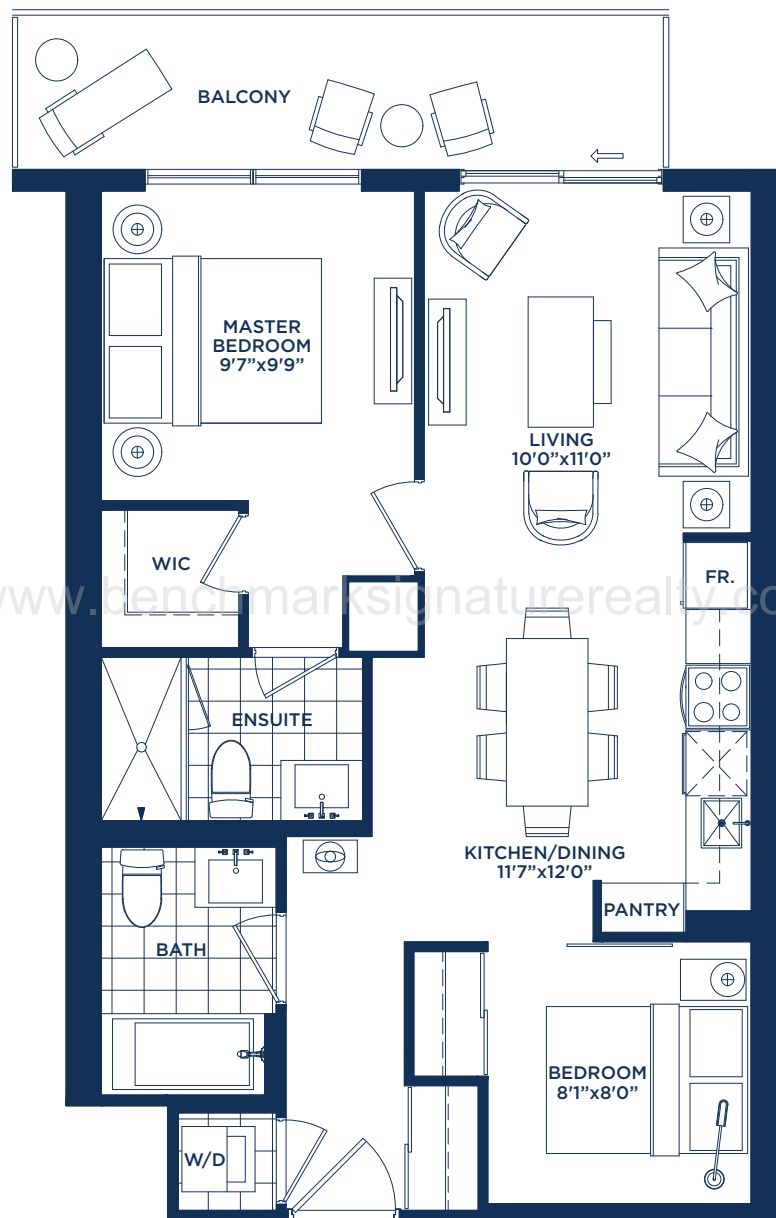 BALCONY
MASTER
BEDROOM
9'7”x9'9”
LIVING
10'0”x11'0”
WIC
FR.
www.benchmarksignaturerealty.co
ENSUITE
KITCHEN/DINING
11'7”x12'0”
PANTRY
BATH
BEDROOM
8'1”x8'0”
W/D